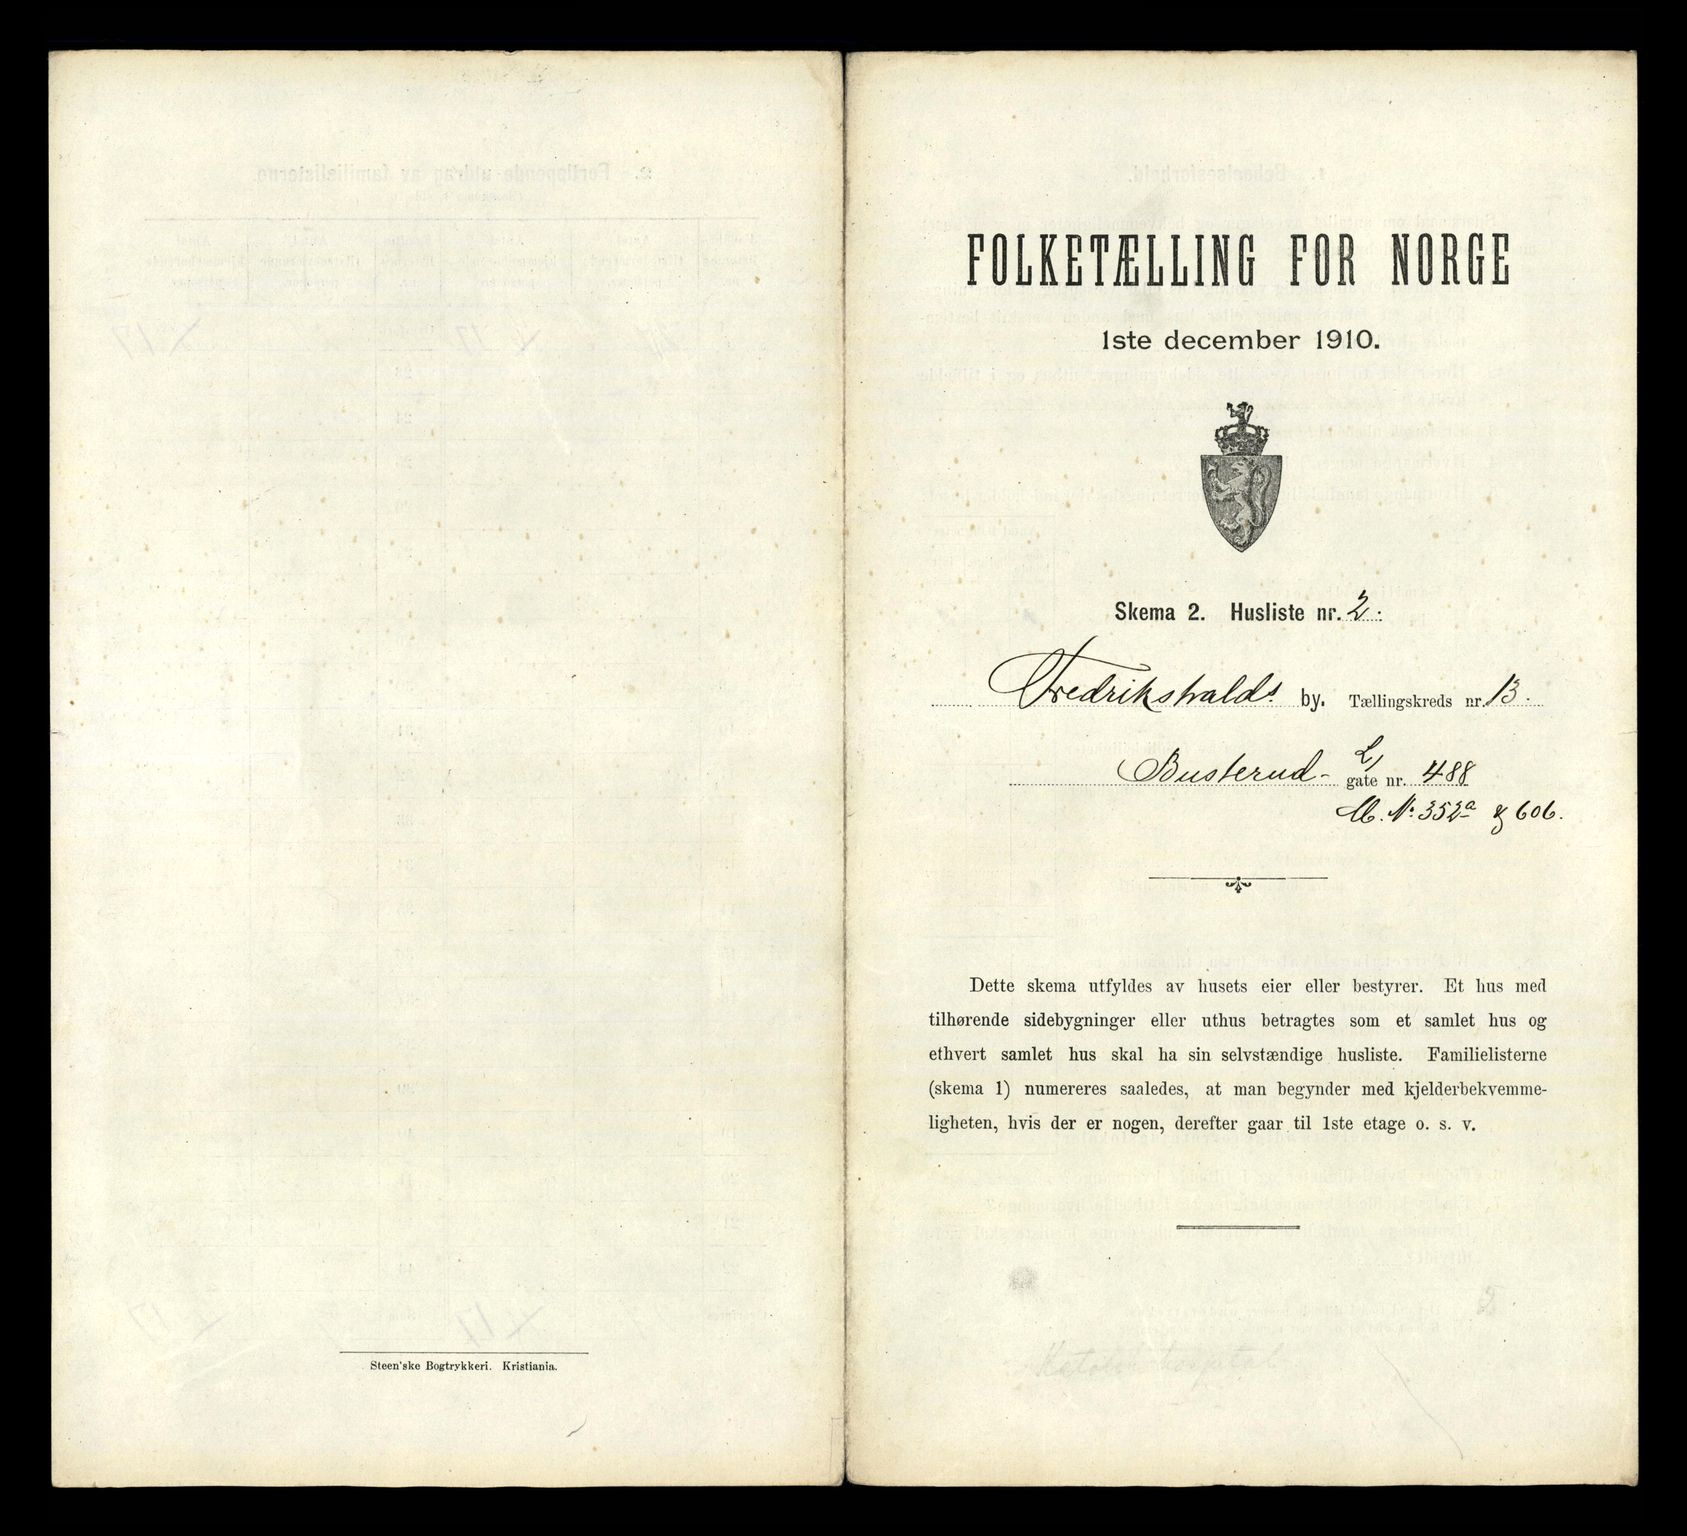 Steen'ske Bogtrykkeri. Kristiania.
FOLKETÆLLING FOR NORGE
1ste december 1910.
Skema 2. Husliste nr. 2.
Fredrikshalds by. Tællingskreds nr. 13.
Busterud- L/ gate nr. 488
M. Nº 352a & 606.
Dette skema utfyldes av husets eier eller bestyrer. Et hus med
tilhørende sidebygninger eller uthus betragtes som et samlet hus og
ethvert samlet hus skal ha sin selvstændige husliste. Familielisterne
(skema 1) numereres saaledes, at man begynder med kjelderbekvemme-
ligheten, hvis der er nogen, derefter gaar til 1ste etage o. s. v.
5